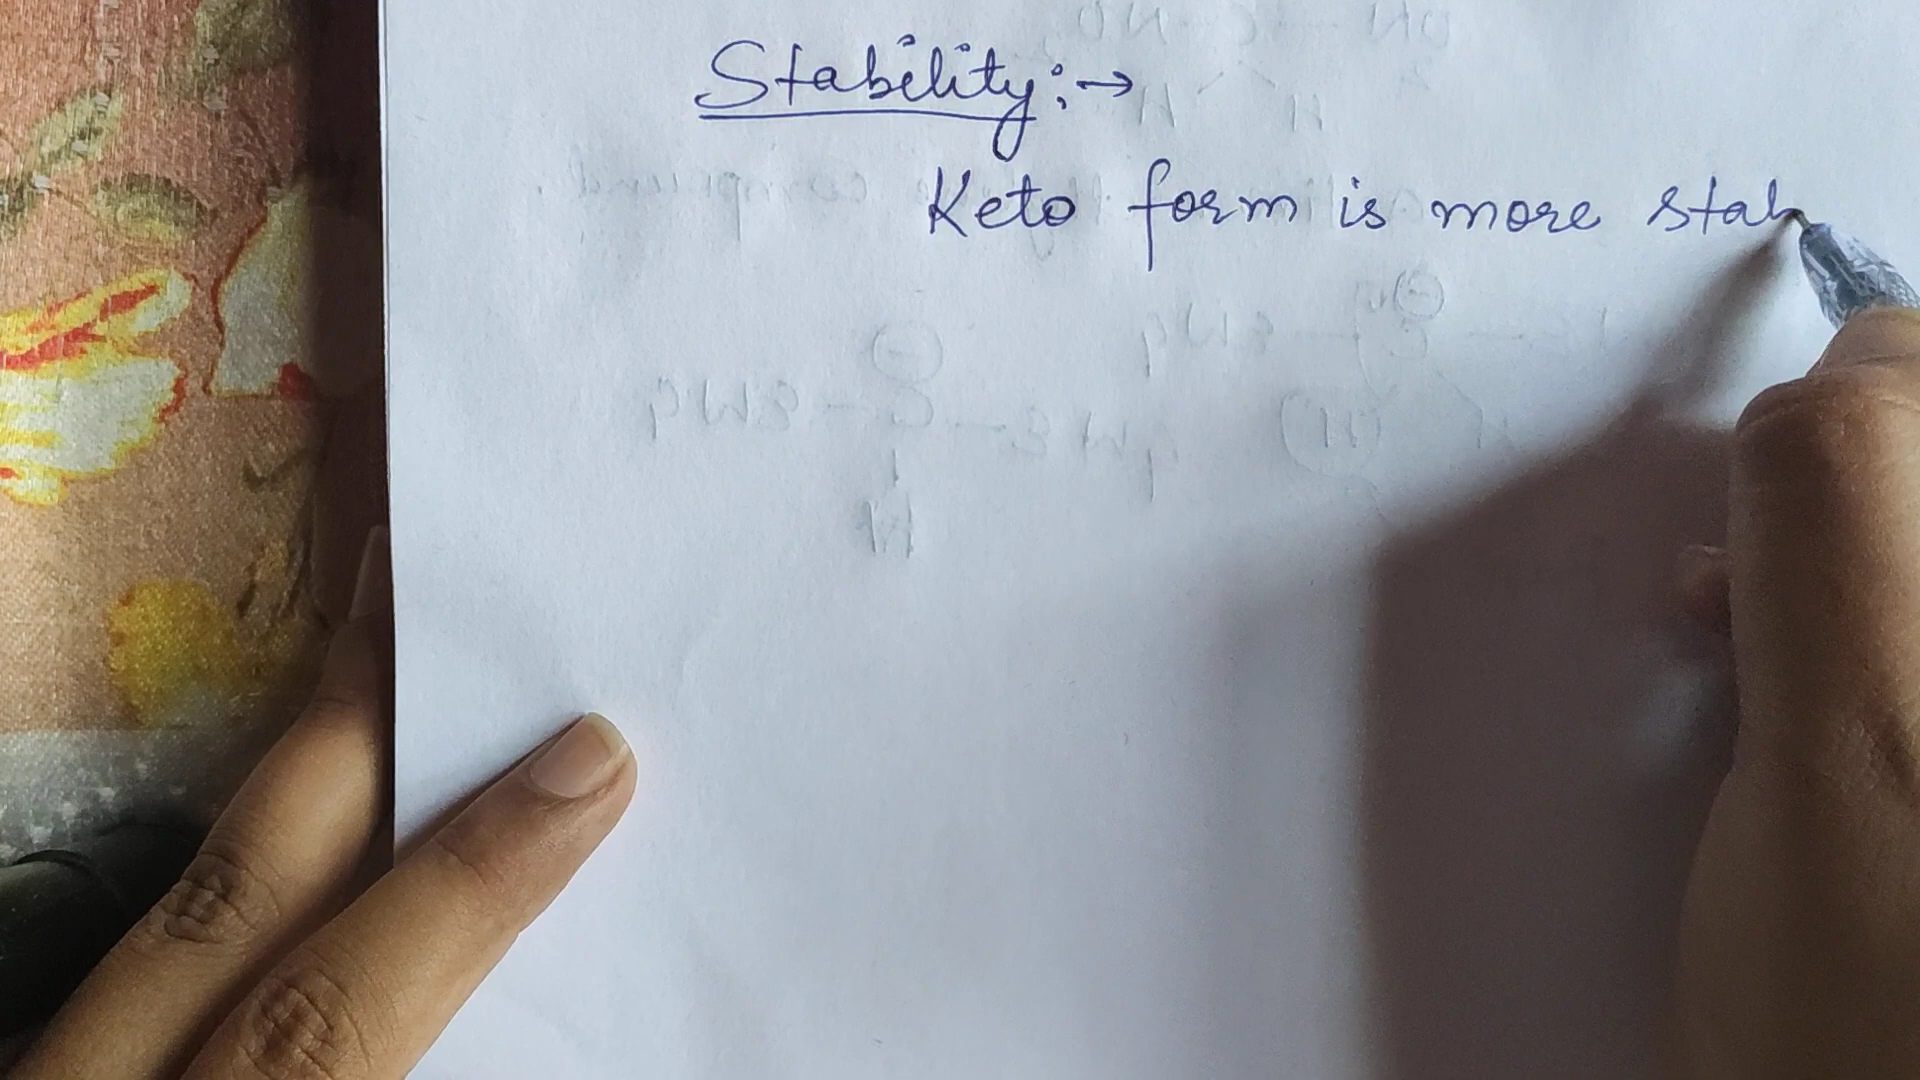 Stability:→
Keto form is more stab